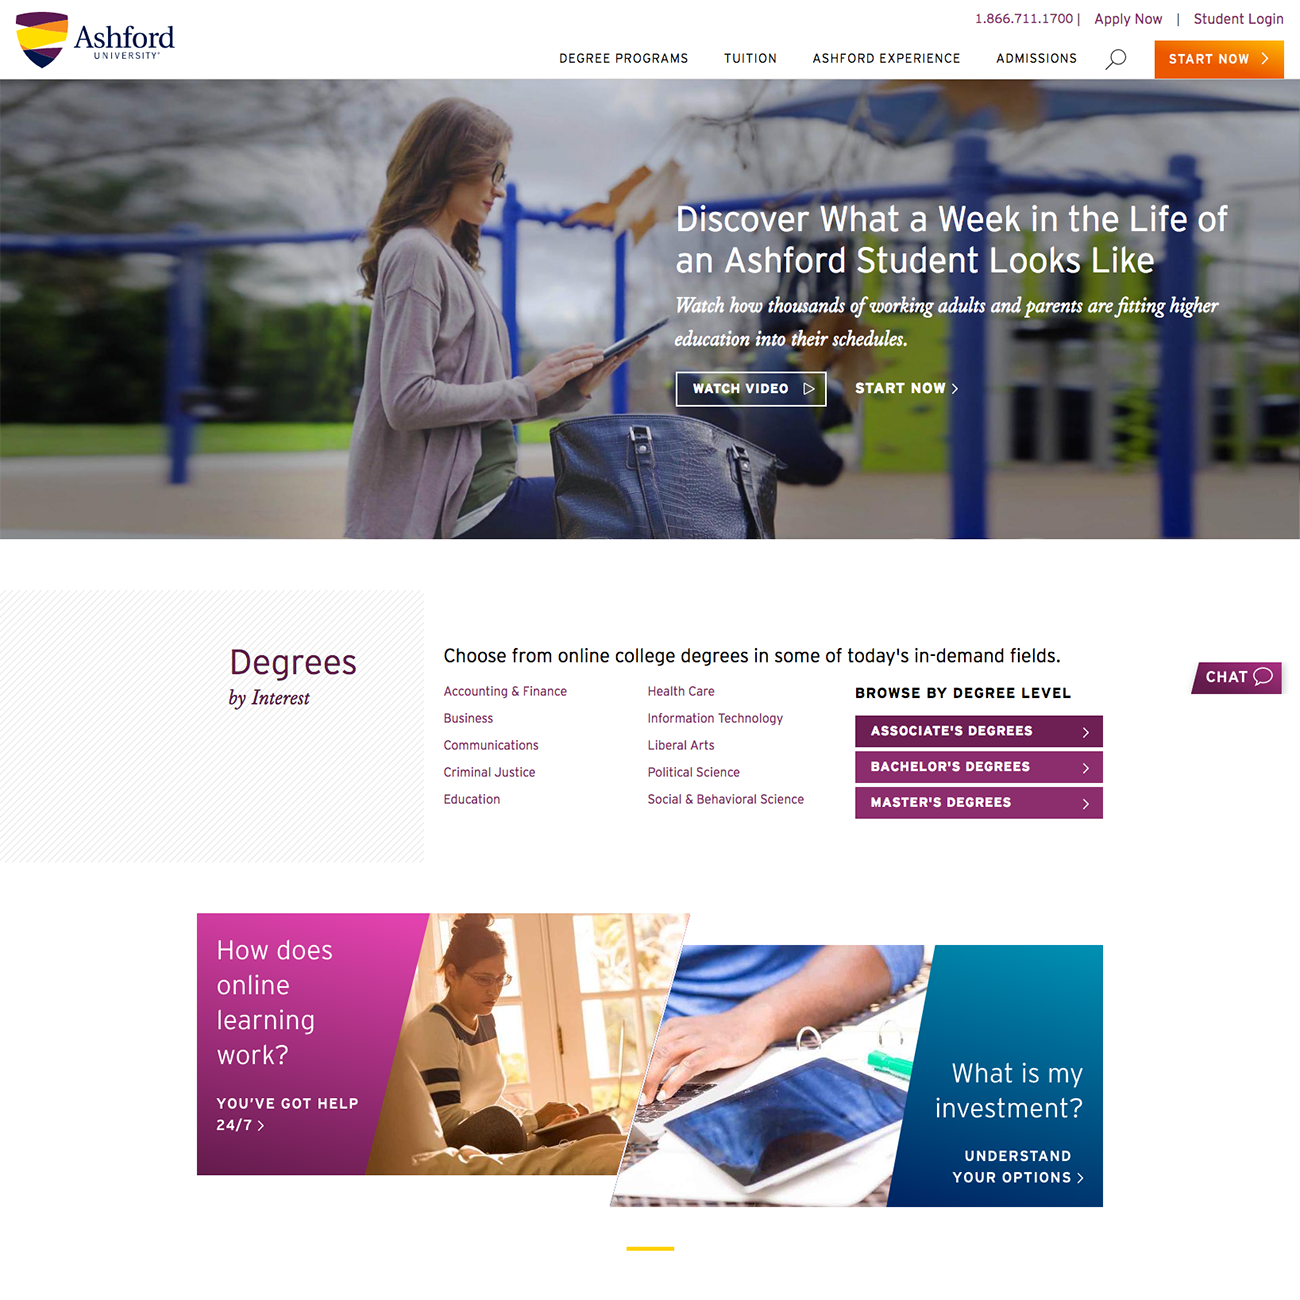 1.866.711.1700 | Apply Now | Student Login
Ashford
UNIVERSITY®
DEGREE PROGRAMS TUITION ASHFORD EXPERIENCE ADMISSIONS START NOW
Discover What a Week in the Life of
an Ashford Student Looks Like
Watch how thousands of working adults and parents are fitting higher
education into their schedules.
WATCH VIDEO START NOW
Degrees
by Interest
Choose from online college degrees in some of today's in-demand fields.
Accounting & Finance
Business
Communications
Criminal Justice
Education
Health Care
Information Technology
Liberal Arts
Political Science
Social & Behavioral Science
BROWSE BY DEGREE LEVEL
ASSOCIATE'S DEGREES
BACHELOR'S DEGREES
MASTER'S DEGREES
CHAT
How does
online
learning
work?
YOU'VE GOT HELP
24/7
What is my
investment?
UNDERSTAND
YOUR OPTIONS